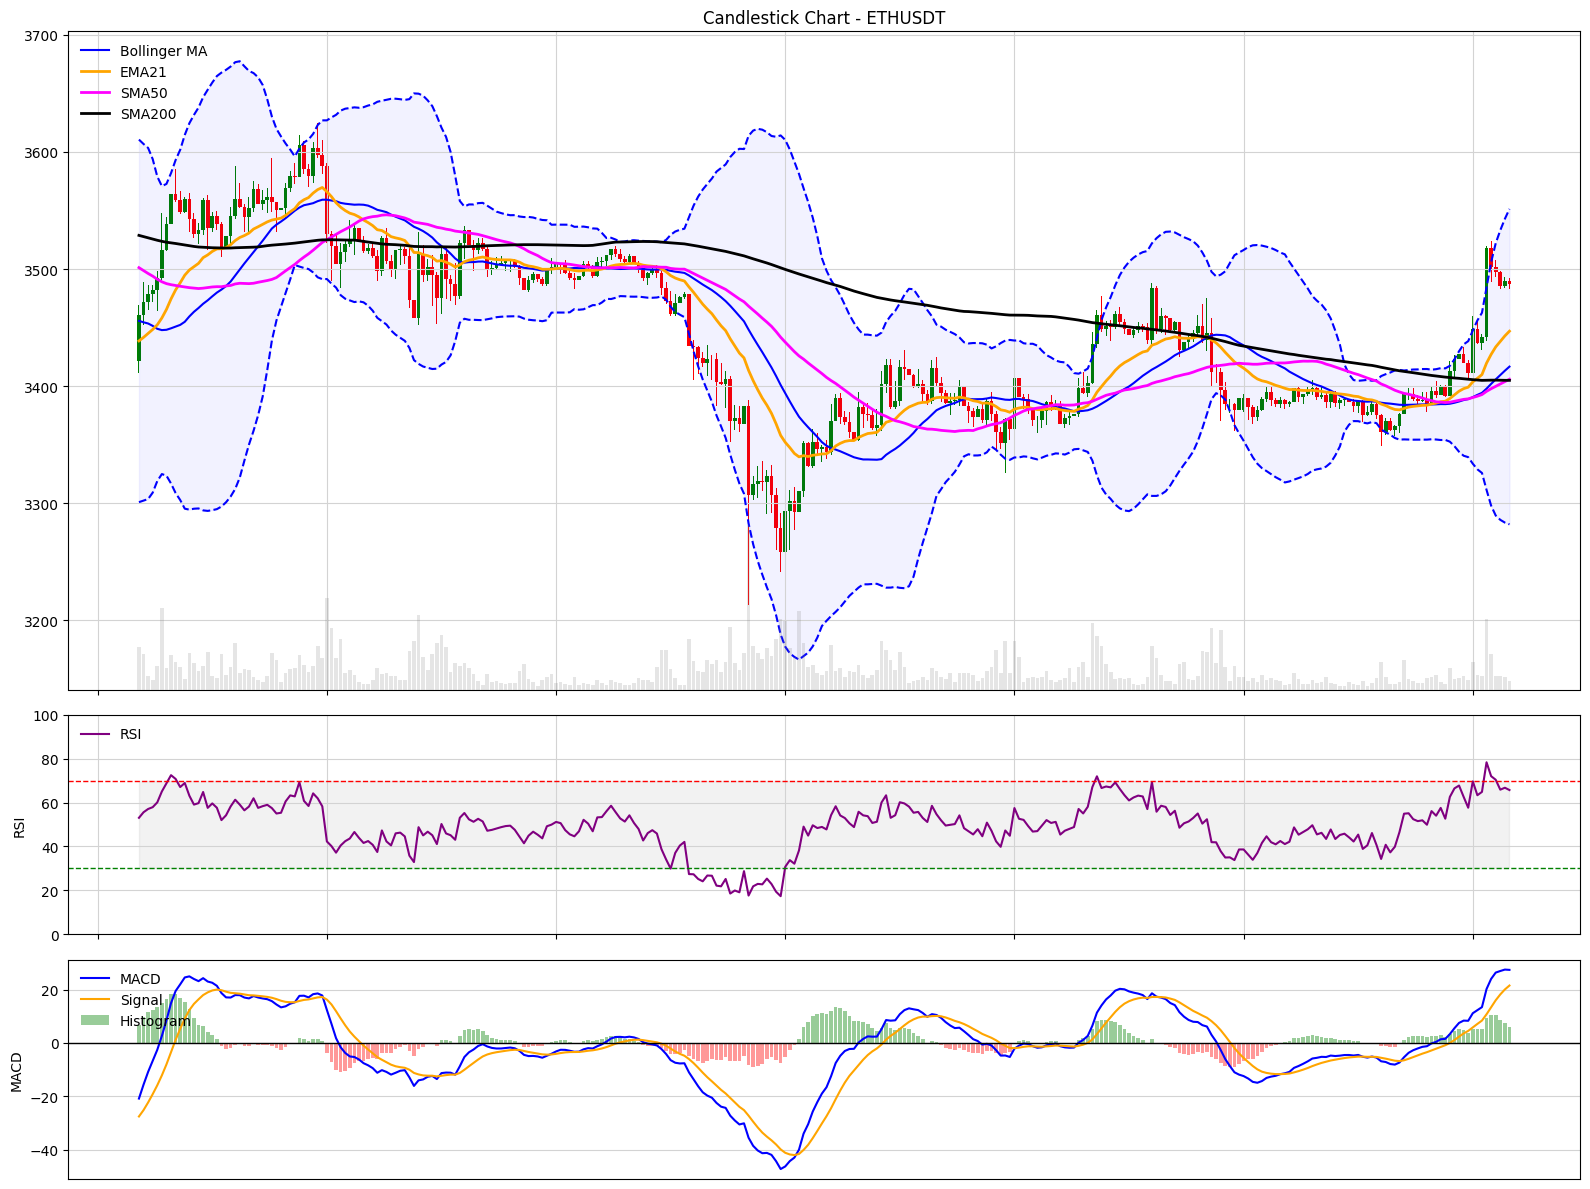 Candlestick Chart - ETHUSDT
3700
Bollinger MA
EMA21
SMA50
SMA200
3600
3500
3400
3300
3200
100
RSI
80
60
RSI
40
20
0
MACD
20
Signal
Histogram
0
MACD
−20
−40